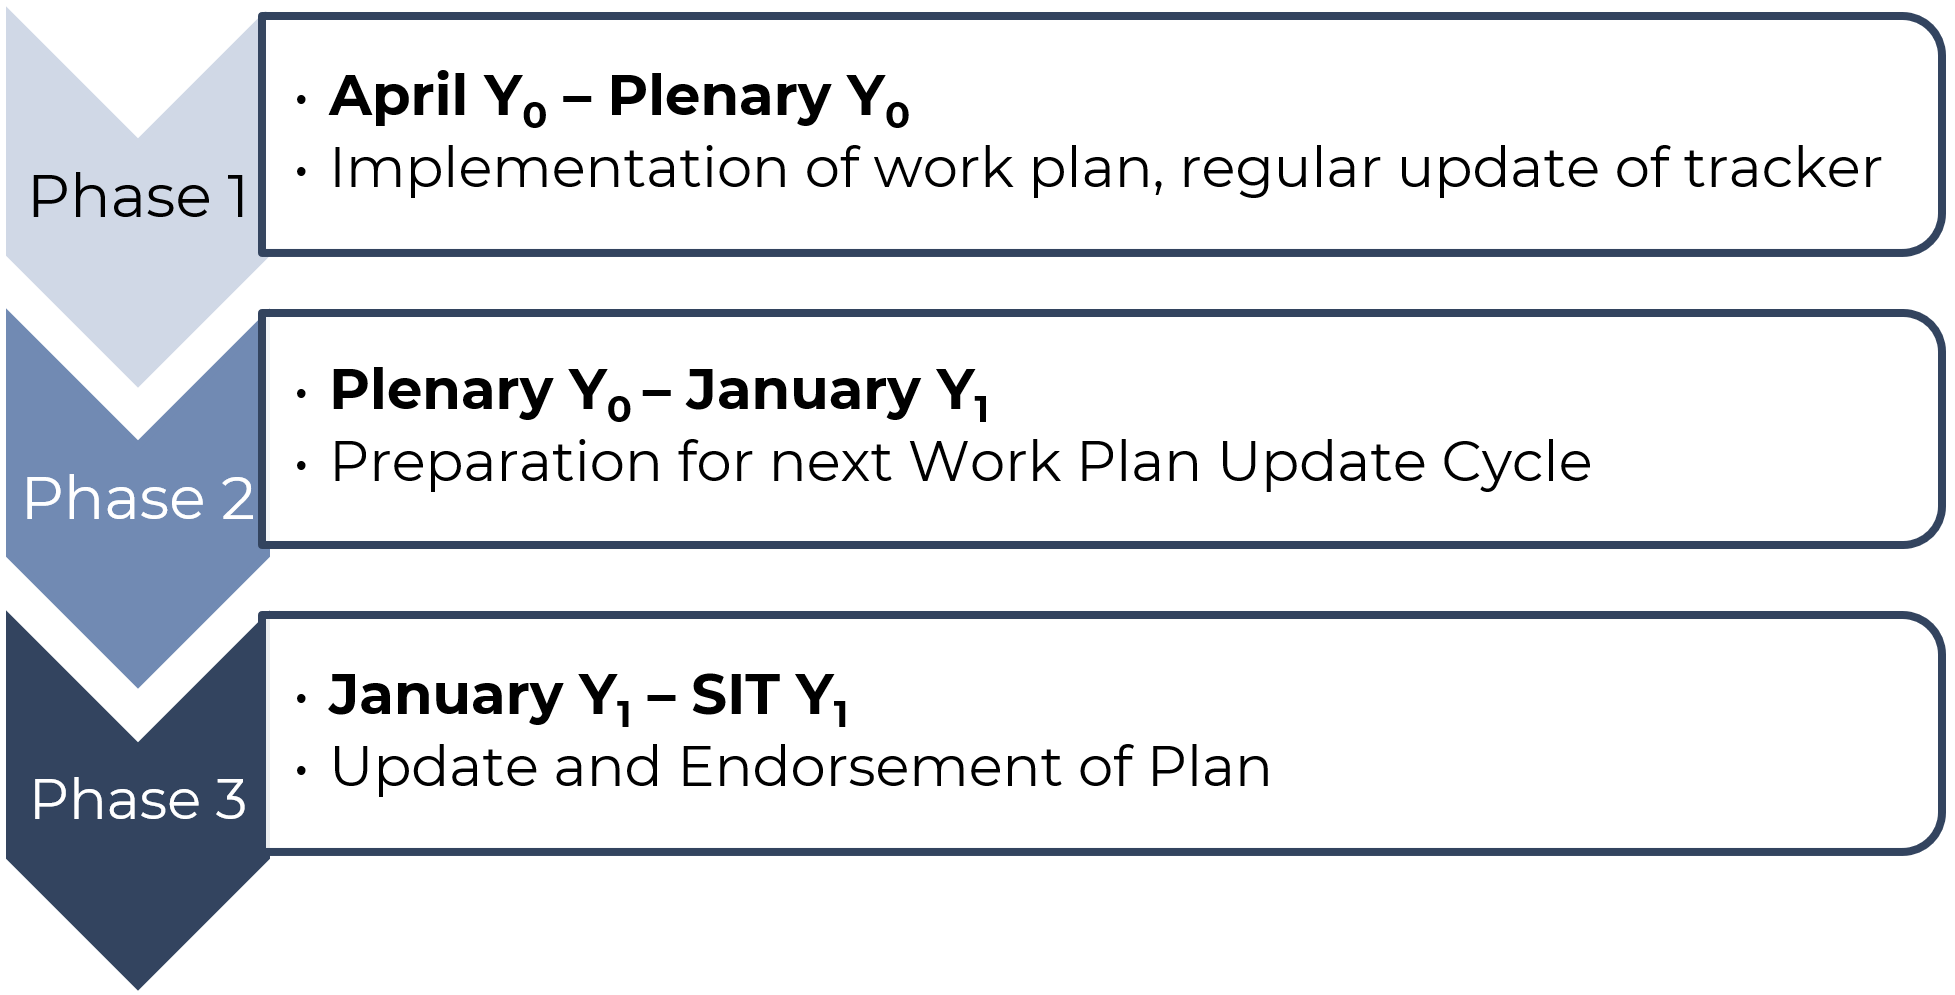 Phase 1
• April Y₀ – Plenary Y₀
• Implementation of work plan, regular update of tracker
Phase 2
• Plenary Y₀ – January Y₁
• Preparation for next Work Plan Update Cycle
Phase 3
• January Y₁ – SIT Y₁
• Update and Endorsement of Plan